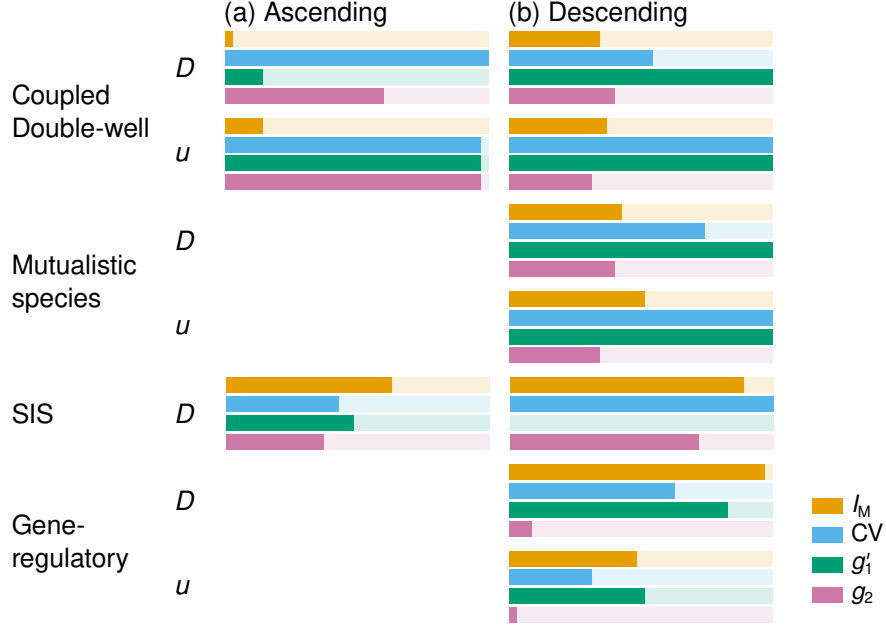 (a) Ascending
(b) Descending
Coupled
Double-well
D
u
Mutualistic
species
D
u
SIS
D
Gene-
regulatory
D
u
I_M
CV
g′_1
g_2